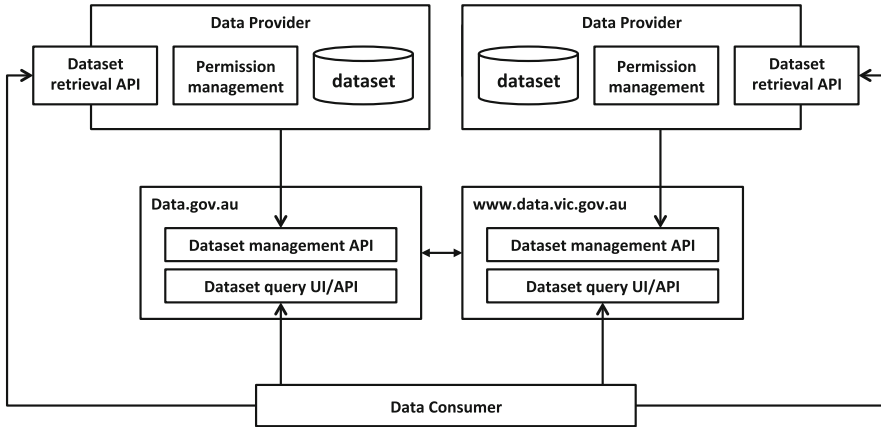 Data Provider
Dataset
retrieval API
Permission
management
dataset
Data Provider
dataset
Permission
management
Dataset
retrieval API
Data.gov.au
Dataset management API
Dataset query UI/API
www.data.vic.gov.au
Dataset management API
Dataset query UI/API
Data Consumer